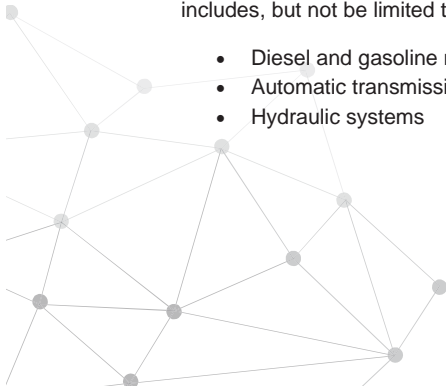 includes, but not be limited t
• Diesel and gasoline
• Automatic transmissi
• Hydraulic systems